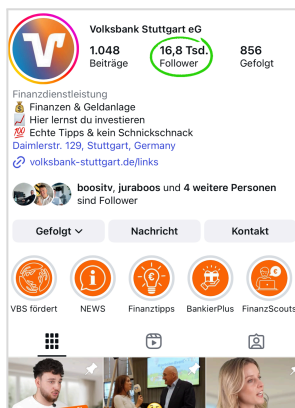 Volksbank Stuttgart eG
1.048 16,8 Tsd. 856
Beiträge Follower Gefolgt
Finanzdienstleistung
💰 Finanzen & Geldanlage
📈 Hier lernst du investieren
💯 Echte Tipps & kein Schnickschnack
Daimlerstr. 129, Stuttgart, Germany
volksbank-stuttgart.de/links
boositv, juraboos und 4 weitere Personen
sind Follower
Gefolgt Nachricht Kontakt
VBS fördert NEWS Finanztipps BankierPlus FinanzScouts